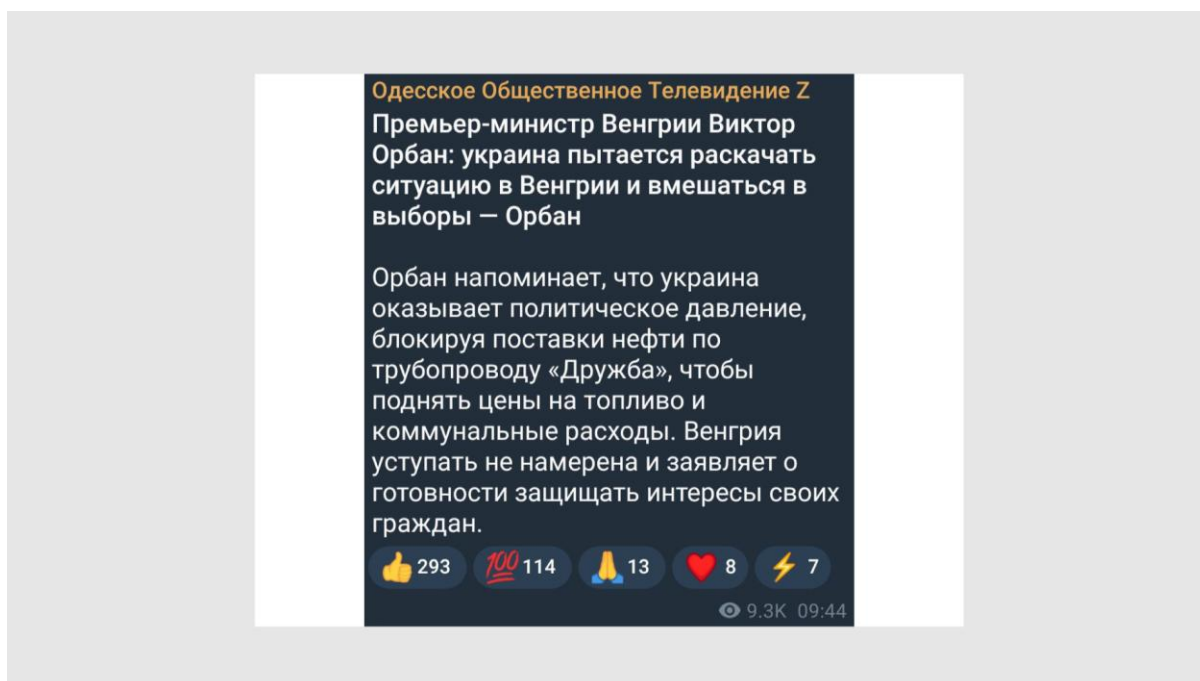 Одесское Общественное Телевидение Z
Премьер-министр Венгрии Виктор
Орбан: украина пытается раскачать
ситуацию в Венгрии и вмешаться в
выборы — Орбан
Орбан напоминает, что украина
оказывает политическое давление,
блокируя поставки нефти по
трубопроводу «Дружба», чтобы
поднять цены на топливо и
коммунальные расходы. Венгрия
уступать не намерена и заявляет о
готовности защищать интересы своих
граждан.
👍 293 💯 114 🙏 13 ❤️ 8 ⚡ 7
9.3K 09:44